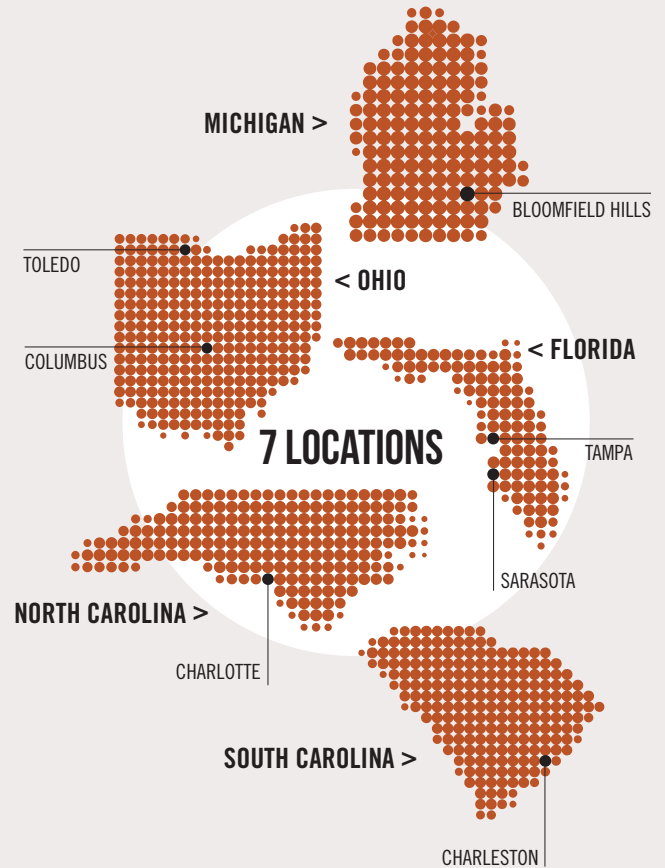 MICHIGAN >
BLOOMFIELD HILLS
TOLEDO
< OHIO
COLUMBUS
< FLORIDA
7 LOCATIONS
TAMPA
SARASOTA
NORTH CAROLINA >
CHARLOTTE
SOUTH CAROLINA >
CHARLESTON